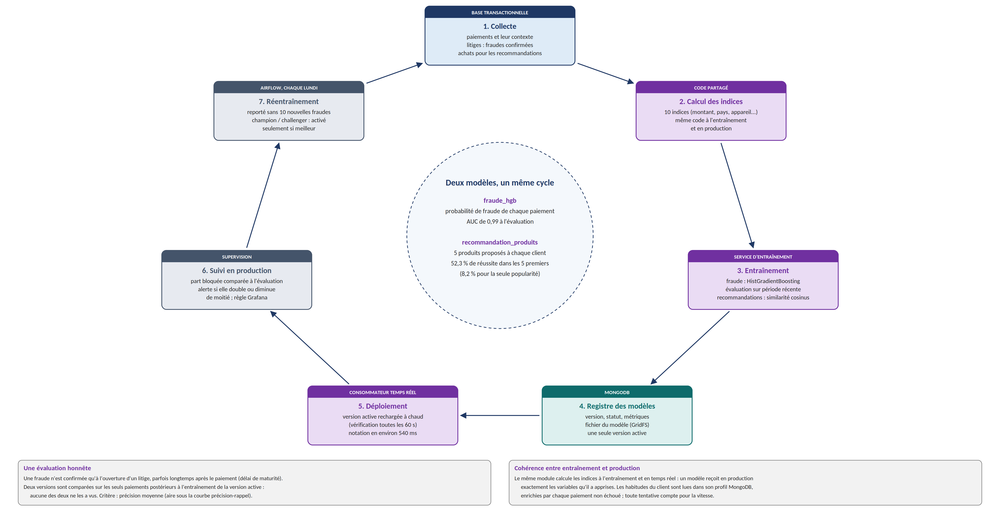 BASE TRANSACTIONNELLE
1. Collecte
paiements et leur contexte
litiges : fraudes confirmées
achats pour les recommandations
CODE PARTAGÉ
2. Calcul des indices
10 indices (montant, pays, appareil...)
même code à l'entraînement
et en production
SERVICE D'ENTRAÎNEMENT
3. Entraînement
fraude : HistGradientBoosting
évaluation sur période récente
recommandations : similarité cosinus
MONGODB
4. Registre des modèles
version, statut, métriques
fichier du modèle (GridFS)
une seule version active
CONSOMMATEUR TEMPS RÉEL
5. Déploiement
version active rechargée à chaud
(vérification toutes les 60 s)
notation en environ 540 ms
SUPERVISION
6. Suivi en production
part bloquée comparée à l'évaluation
alerte si elle double ou diminue
de moitié ; règle Grafana
AIRFLOW, CHAQUE LUNDI
7. Réentraînement
reporté sans 10 nouvelles fraudes
champion / challenger : activé
seulement si meilleur
Deux modèles, un même cycle
fraude_hgb
probabilité de fraude de chaque paiement
AUC de 0,99 à l'évaluation
recommandation_produits
5 produits proposés à chaque client
52,3 % de réussite dans les 5 premiers
(8,2 % pour la seule popularité)
Une évaluation honnête
Une fraude n'est confirmée qu'à l'ouverture d'un litige, parfois longtemps après le paiement (délai de maturité).
Deux versions sont comparées sur les seuls paiements postérieurs à l'entraînement de la version active :
aucune des deux ne les a vus. Critère : précision moyenne (aire sous la courbe précision-rappel).
Cohérence entre entraînement et production
Le même module calcule les indices à l'entraînement et en temps réel : un modèle reçoit en production
exactement les variables qu'il a apprises. Les habitudes du client sont lues dans son profil MongoDB,
enrichies par chaque paiement non échoué ; toute tentative compte pour la vitesse.